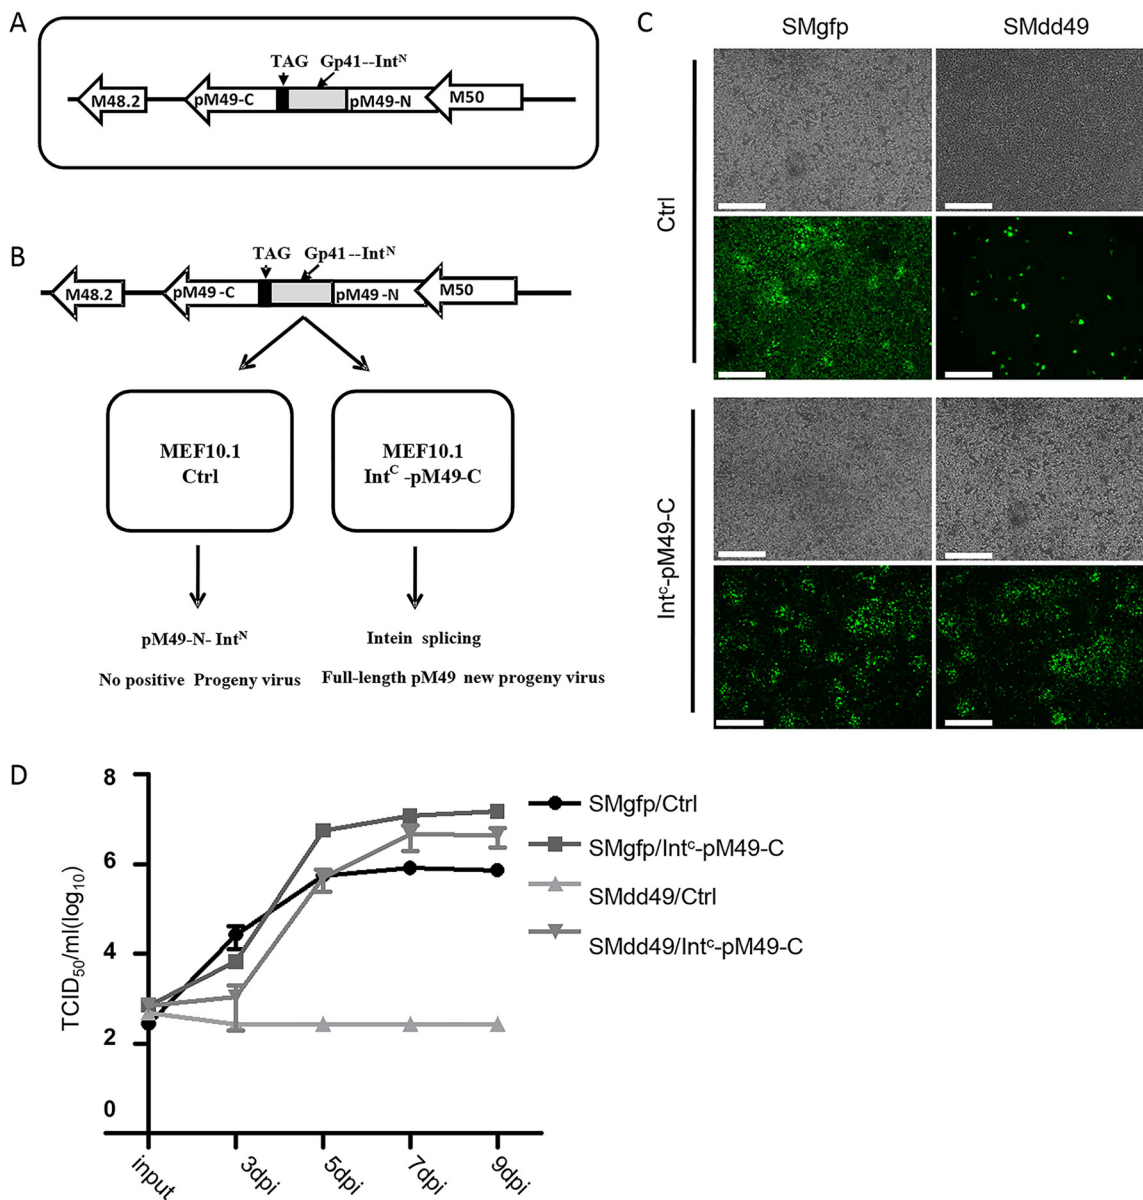 A
TAG Gp41--Int^N
M48.2 pM49-C pM49-N M50
B
TAG Gp41--Int^N
M48.2 pM49-C pM49-N M50
MEF10.1
Ctrl
MEF10.1
Int^C-pM49-C
pM49-N-Int^N
No positive Progeny virus
Intein splicing
Full-length pM49 new progeny virus
C
SMgfp SMdd49
Ctrl
Int^c-pM49-C
D
TCID50/ml(log10)
8
6
4
2
0
input 3dpi 5dpi 7dpi 9dpi
SMgfp/Ctrl
SMgfp/Int^c-pM49-C
SMdd49/Ctrl
SMdd49/Int^c-pM49-C